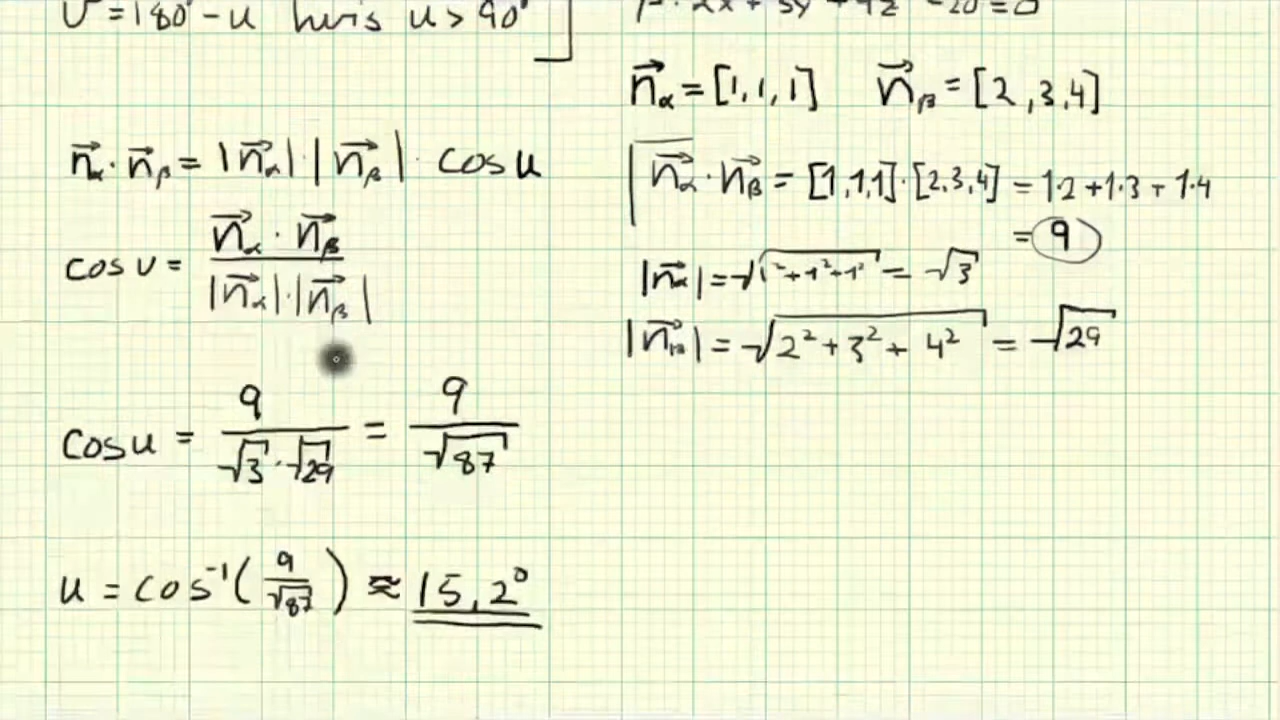 v = 180° - u hvis u > 90°
n⃗α · n⃗β = |n⃗α| · |n⃗β| · cos u
cos u = (n⃗α · n⃗β) / (|n⃗α| · |n⃗β|)
cos u = 9 / (√3 · √29) = 9 / √87
u = cos⁻¹(9/√87) ≈ 15,2°
β: 2x + 3y + 4z - 20 = 0
n⃗α = [1,1,1] n⃗β = [2,3,4]
n⃗α · n⃗β = [1,1,1] · [2,3,4] = 1·2 + 1·3 + 1·4
= 9
|n⃗α| = √(1² + 1² + 1²) = √3
|n⃗β| = √(2² + 3² + 4²) = √29